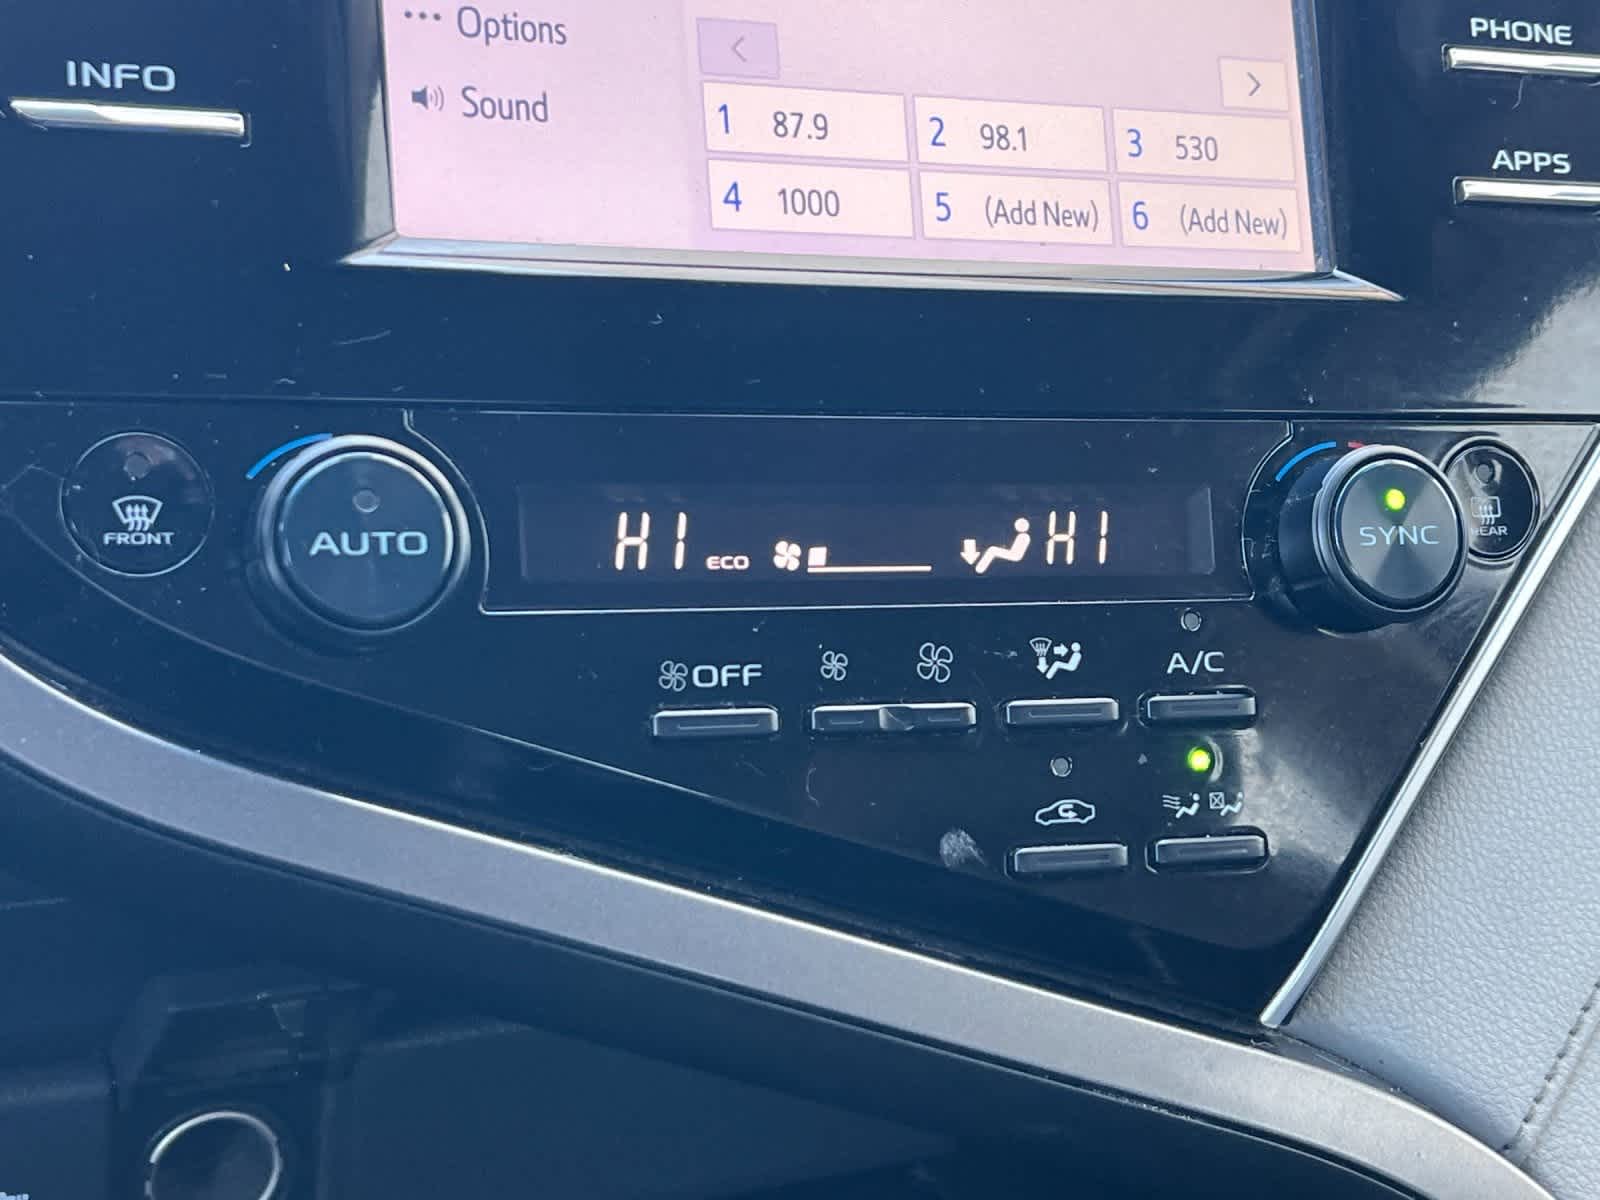 Options
PHONE
INFO
Sound
1 87.9
2 98.1
3 530
APPS
4 1000
5 (Add New)
6 (Add New)
FRONT
AUTO
HI ECO
HI
SYNC
REAR
OFF
A/C